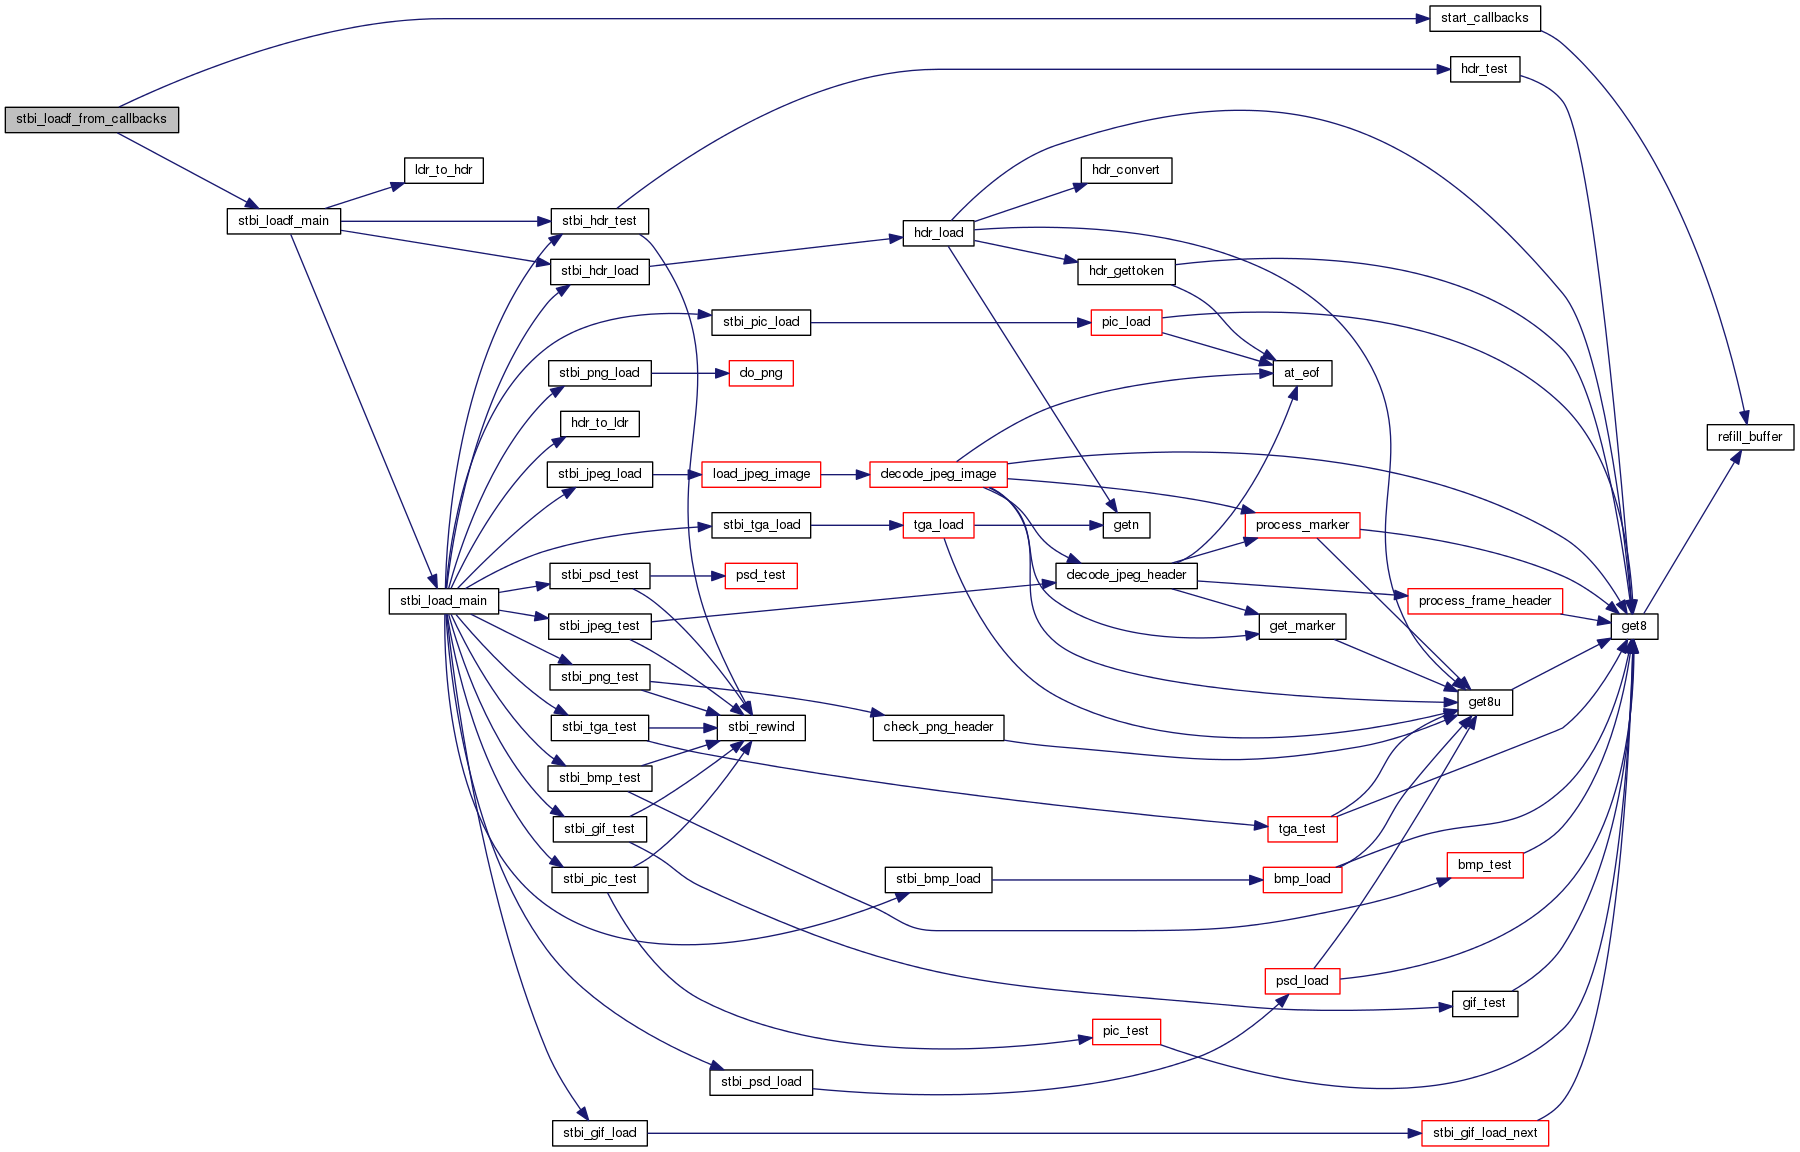 start_callbacks
hdr_test
stbi_loadf_from_callbacks
ldr_to_hdr
hdr_convert
stbi_loadf_main
stbi_hdr_test
hdr_load
stbi_hdr_load
hdr_gettoken
stbi_pic_load
pic_load
stbi_png_load
do_png
at_eof
hdr_to_ldr
refill_buffer
stbi_jpeg_load
load_jpeg_image
decode_jpeg_image
stbi_tga_load
tga_load
getn
process_marker
stbi_psd_test
psd_test
decode_jpeg_header
stbi_load_main
process_frame_header
stbi_jpeg_test
get_marker
get8
stbi_png_test
get8u
stbi_tga_test
stbi_rewind
check_png_header
stbi_bmp_test
stbi_gif_test
tga_test
bmp_test
stbi_pic_test
stbi_bmp_load
bmp_load
psd_load
gif_test
pic_test
stbi_psd_load
stbi_gif_load
stbi_gif_load_next